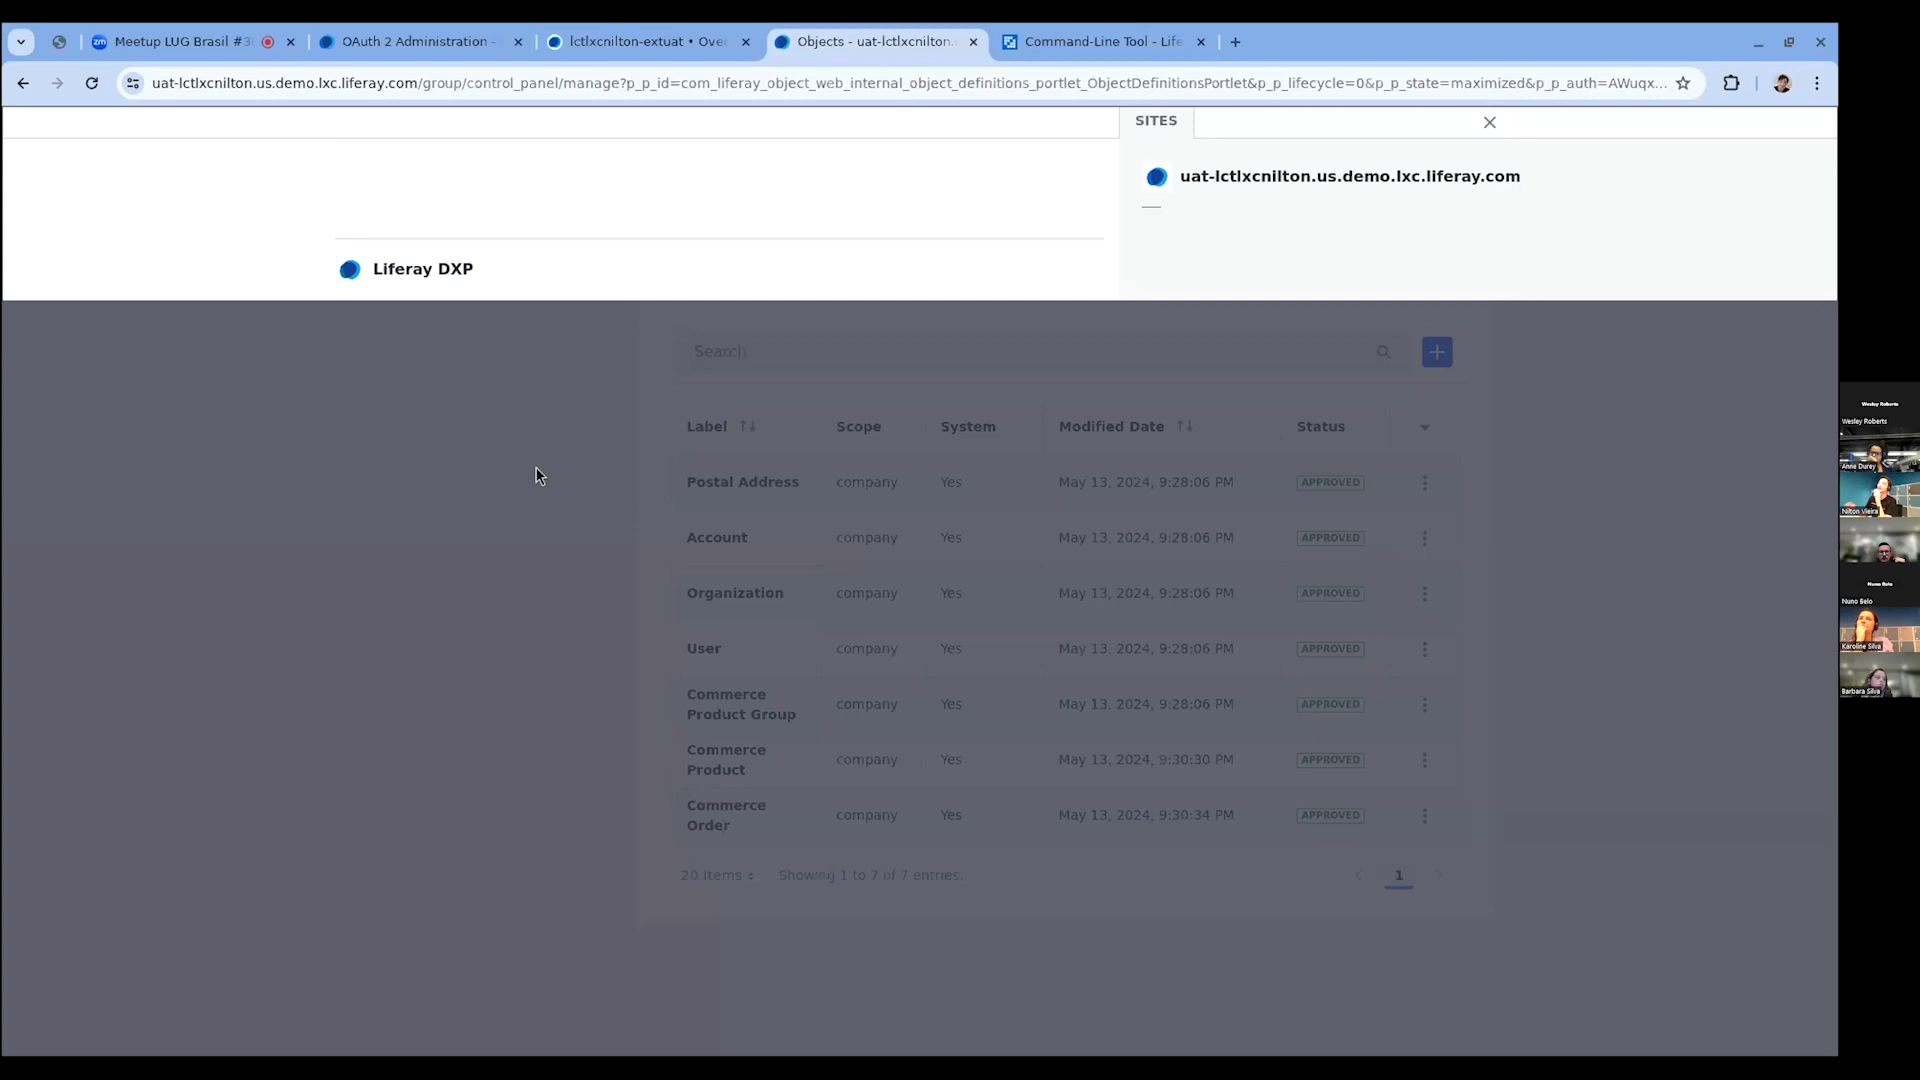 Meetup LUG Brasil #3
OAuth 2 Administration -
lctlxcnilton-extuat • Over
Objects - uat-lctlxcnilton.
Command-Line Tool - Life
uat-lctlxcnilton.us.demo.lxc.liferay.com/group/control_panel/manage?p_p_id=com_liferay_object_web_internal_object_definitions_portlet_ObjectDefinitionsPortlet&p_p_lifecycle=0&p_p_state=maximized&p_p_auth=AWuqx...
SITES
uat-lctlxcnilton.us.demo.lxc.liferay.com
Liferay DXP
Search
Label Scope System Modified Date Status
Postal Address company Yes May 13, 2024, 9:28:06 PM APPROVED
Account company Yes May 13, 2024, 9:28:06 PM APPROVED
Organization company Yes May 13, 2024, 9:28:06 PM APPROVED
User company Yes May 13, 2024, 9:28:06 PM APPROVED
Commerce
Product Group company Yes May 13, 2024, 9:28:06 PM APPROVED
Commerce
Product company Yes May 13, 2024, 9:30:30 PM APPROVED
Commerce
Order company Yes May 13, 2024, 9:30:34 PM APPROVED
20 Items Showing 1 to 7 of 7 entries. 1
Wesley Roberts
Wesley Roberts
Anne Durey
Nilton Vieira
Nuno Belo
Nuno Belo
Karoline Silva
Barbara Silva